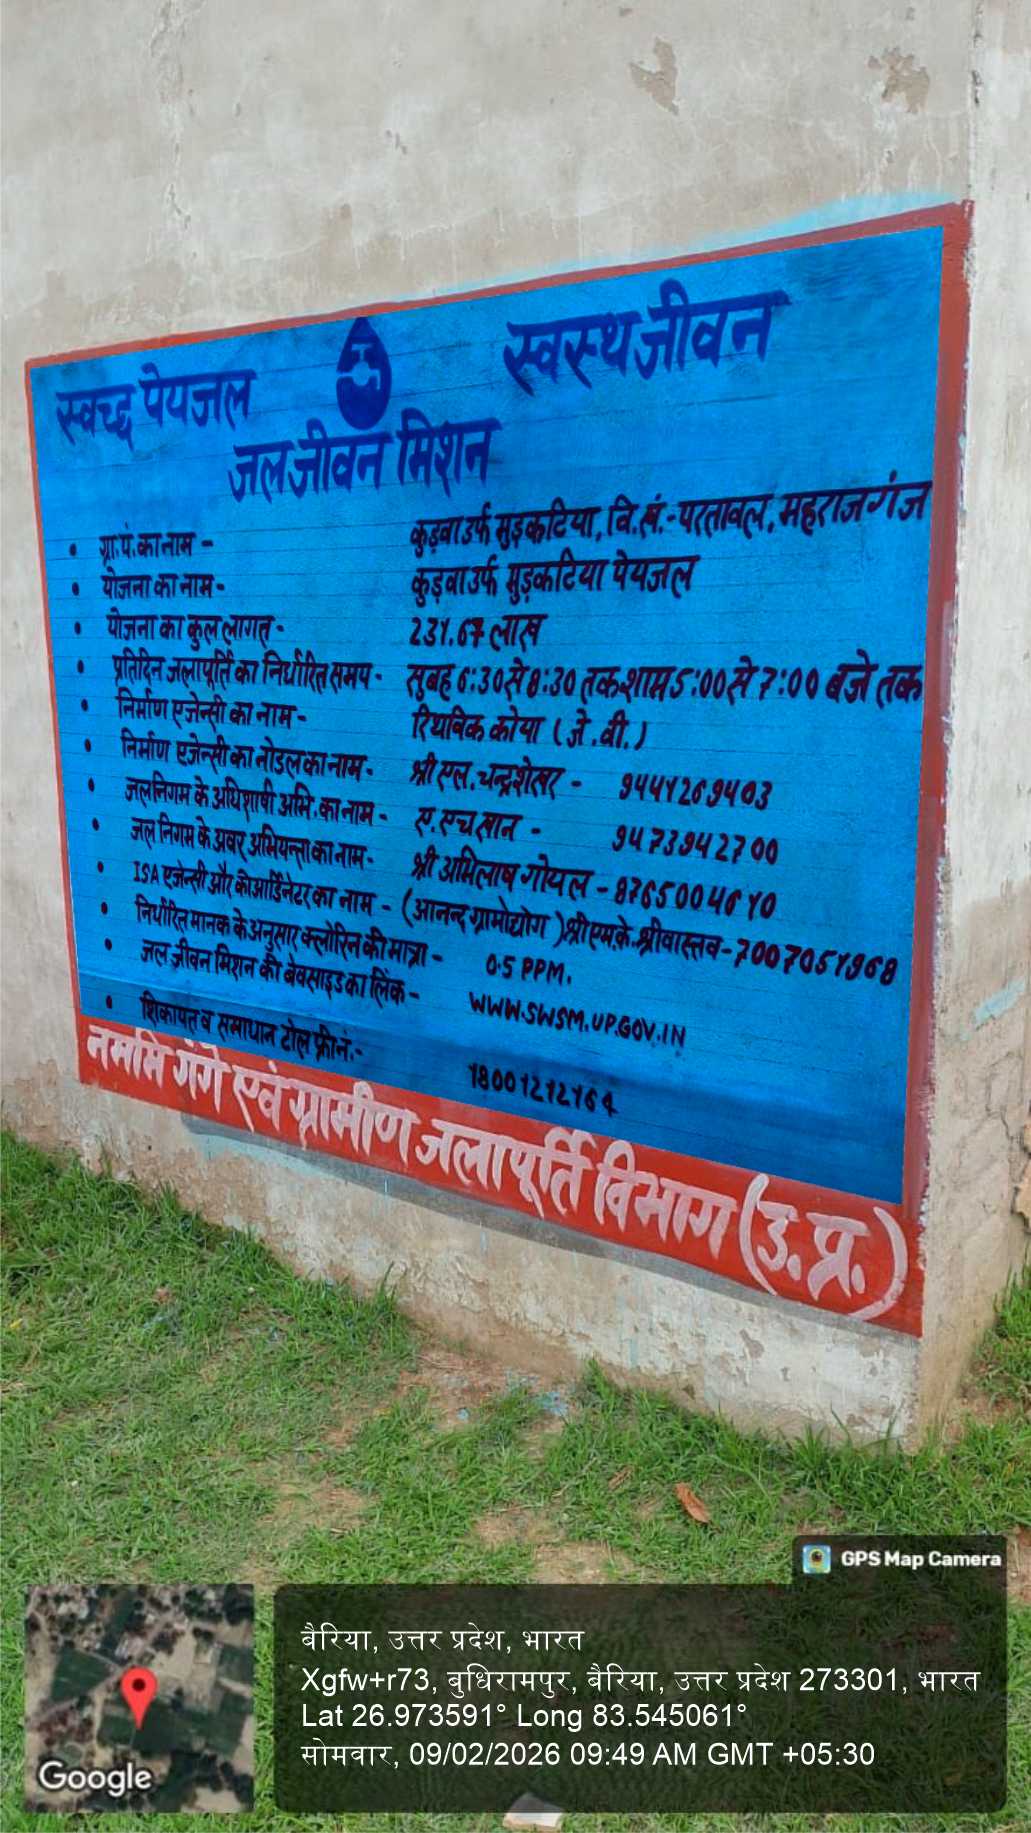 स्वच्छ पेयजल
स्वस्थ जीवन
जल जीवन मिशन
• ग्रा.पं. का नाम - कुड़वा उर्फ मुड़कटिया, वि.खं.- परतावल, महराजगंज
• योजना का नाम - कुड़वा उर्फ मुड़कटिया पेयजल
• योजना का कुल लागत - 231.67 लाख
• प्रतिदिन जलापूर्ति का निर्धारित समय - सुबह 6:30 से 8:30 तक शाम 5:00 से 7:00 बजे तक
• निर्माण एजेन्सी का नाम - रिथविक कोया (जे.वी.)
• निर्माण एजेन्सी का नोडल का नाम - श्री एल. चन्द्रशेखर - 9441269403
• जलनिगम के अधिशाषी अभि. का नाम - ए.एच खान - 9473942700
• जल निगम के अवर अभियन्ता का नाम - श्री अभिलाष गोयल - 8765004610
• ISA एजेन्सी और कोआर्डिनेटर का नाम - (आनन्द ग्रामोद्योग) श्री एम.के. श्रीवास्तव - 7007051968
• निर्धारित मानक के अनुसार क्लोरिन की मात्रा - 0.5 PPM.
• जल जीवन मिशन की बेवसाइड का लिंक - WWW.SWSM.UP.GOV.IN
• शिकायत व समाधान टोल फ्री नं.- 18001212164
नमामि गंगे एवं ग्रामीण जलापूर्ति विभाग (उ.प्र.)
GPS Map Camera
बैरिया, उत्तर प्रदेश, भारत
Xgfw+r73, बुधिरामपुर, बैरिया, उत्तर प्रदेश 273301, भारत
Lat 26.973591° Long 83.545061°
सोमवार, 09/02/2026 09:49 AM GMT +05:30
Google